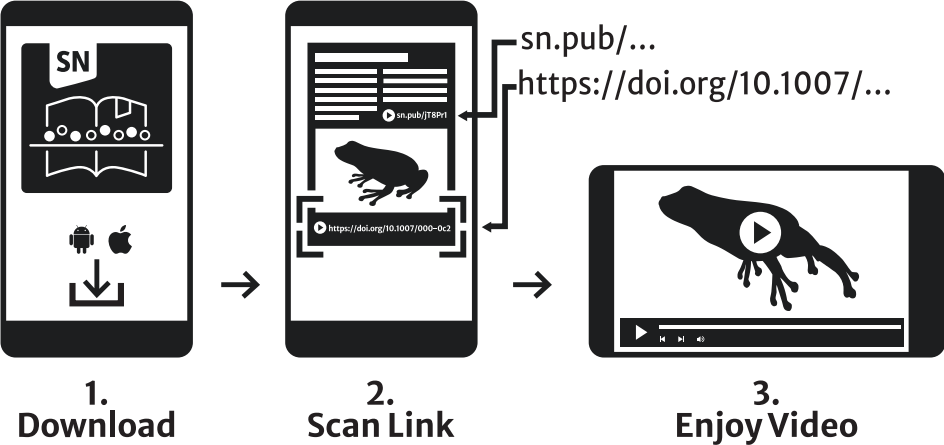 SN
sn.pub/...
https://doi.org/10.1007/...
sn.pub/jT8Pr1
https://doi.org/10.1007/000-0c2
1.
Download
2.
Scan Link
3.
Enjoy Video